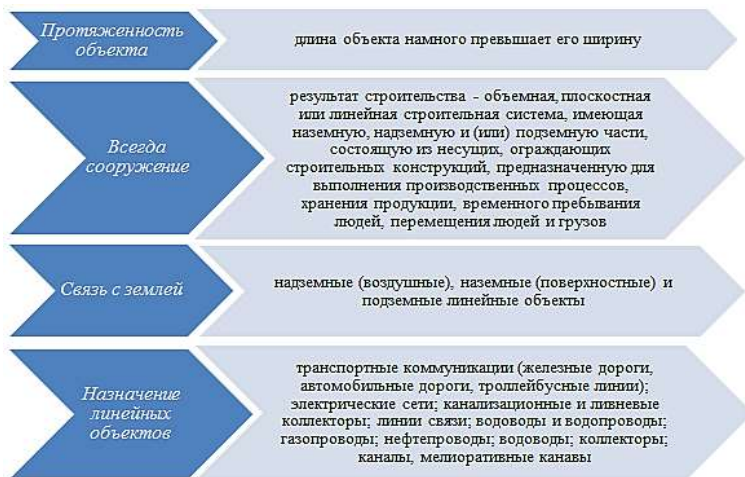 Протяженность
объекта
длина объекта намного превышает его ширину
Всегда
сооружение
результат строительства - объемная, плоскостная
или линейная строительная система, имеющая
наземную, надземную и (или) подземную части,
состоящую из несущих, ограждающих
строительных конструкций, предназначенную для
выполнения производственных процессов,
хранения продукции, временного пребывания
людей, перемещения людей и грузов
Связь с землей
надземные (воздушные), наземные (поверхностные) и
подземные линейные объекты
Назначение
линейных
объектов
транспортные коммуникации (железные дороги,
автомобильные дороги, троллейбусные линии);
электрические сети; канализационные и ливневые
коллекторы; линии связи; водоводы и водопроводы;
газопроводы; нефтепроводы; водоводы; коллекторы;
каналы, мелиоративные канавы